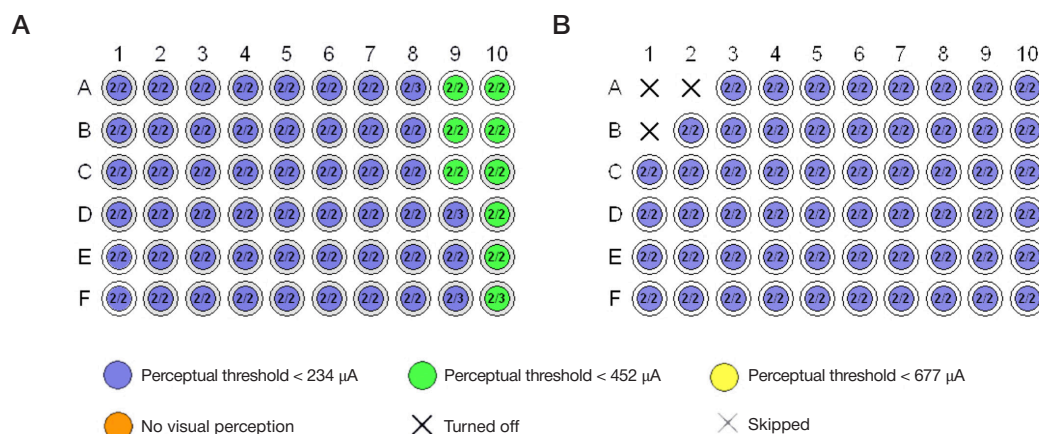 A B
1 2 3 4 5 6 7 8 9 10 1 2 3 4 5 6 7 8 9 10
A 2/2 2/2 2/2 2/2 2/2 2/2 2/2 2/3 2/2 2/2 A 2/2 2/2 2/2 2/2 2/2 2/2 2/2 2/2
B 2/2 2/2 2/2 2/2 2/2 2/2 2/2 2/2 2/2 2/2 B 2/2 2/2 2/2 2/2 2/2 2/2 2/2 2/2 2/2
C 2/2 2/2 2/2 2/2 2/2 2/2 2/2 2/2 2/2 2/2 C 2/2 2/2 2/2 2/2 2/2 2/2 2/2 2/2 2/2 2/2
D 2/2 2/2 2/2 2/2 2/2 2/2 2/2 2/2 2/3 2/2 D 2/2 2/2 2/2 2/2 2/2 2/2 2/2 2/2 2/2 2/2
E 2/2 2/2 2/2 2/2 2/2 2/2 2/2 2/2 2/2 2/2 E 2/2 2/2 2/2 2/2 2/2 2/2 2/2 2/2 2/2 2/2
F 2/2 2/2 2/2 2/2 2/2 2/2 2/2 2/2 2/3 2/3 F 2/2 2/2 2/2 2/2 2/2 2/2 2/2 2/2 2/2 2/2
Perceptual threshold < 234 µA Perceptual threshold < 452 µA Perceptual threshold < 677 µA
No visual perception Turned off Skipped